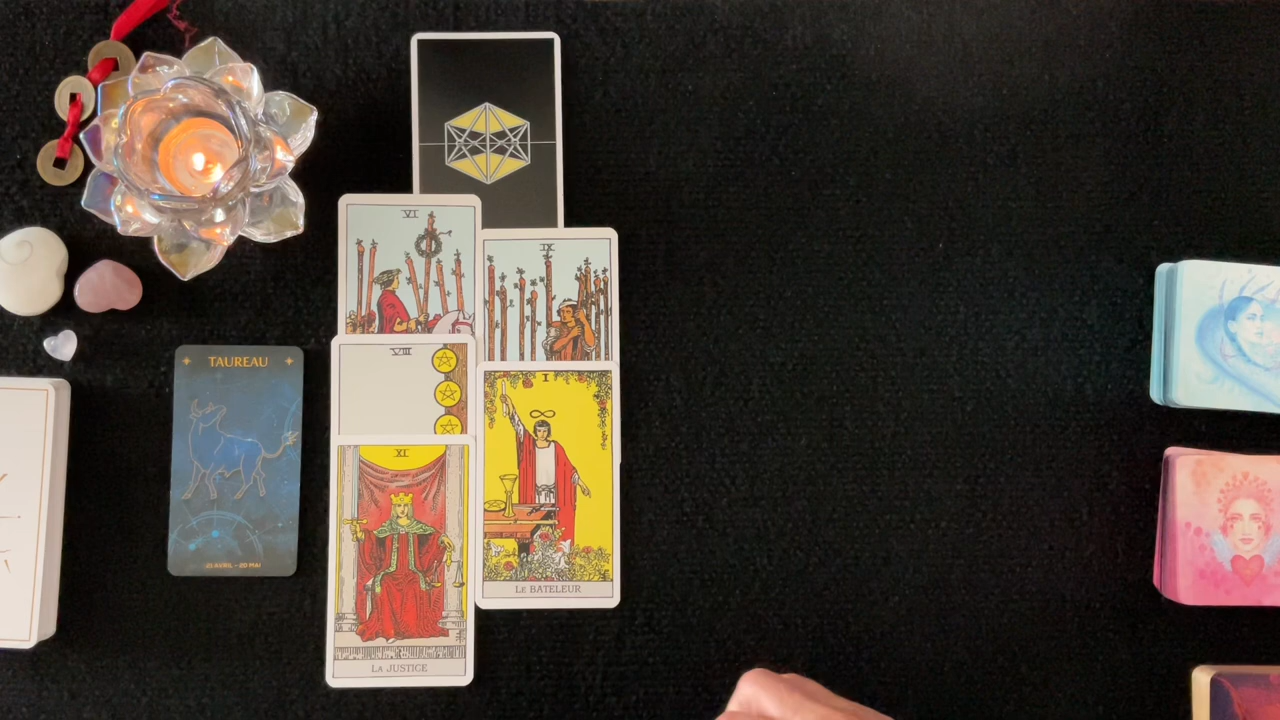 VI
IX
VIII
TAUREAU
21 AVRIL - 20 MAI
I
LE BATELEUR
XI
LA JUSTICE